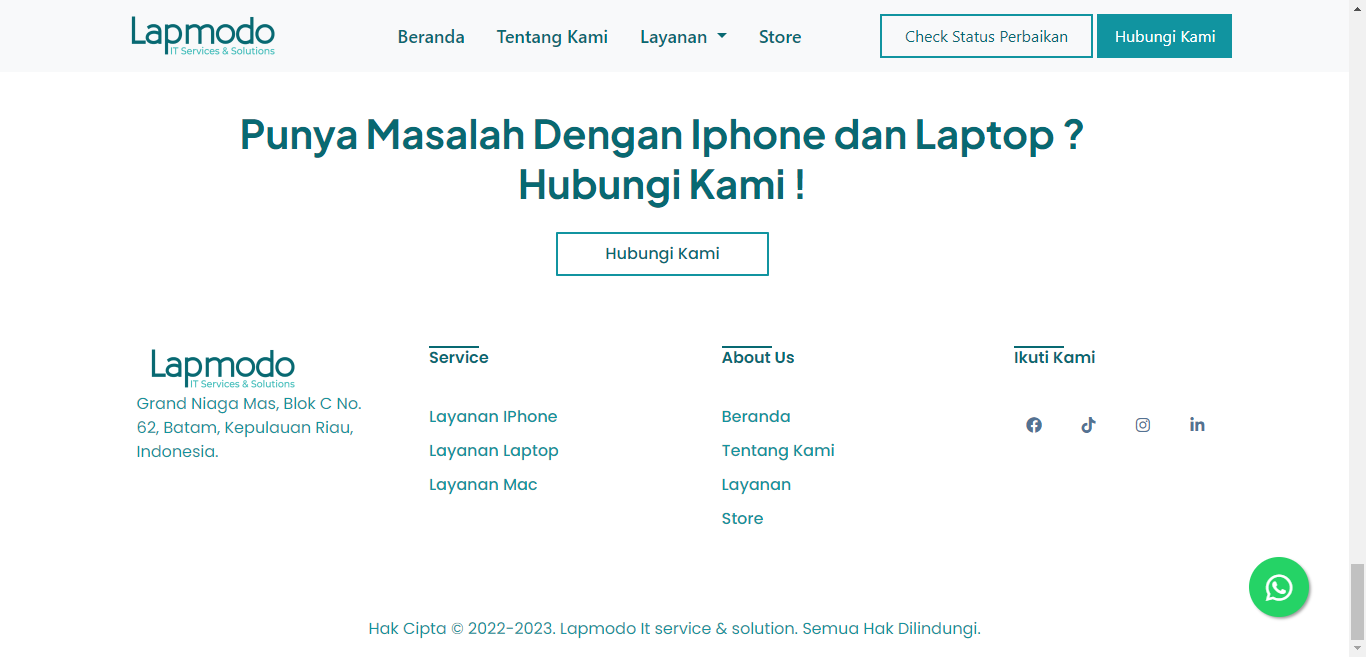 Lapmodo
IT Services & Solutions
Beranda
Tentang Kami
Layanan
Store
Check Status Perbaikan
Hubungi Kami
Punya Masalah Dengan Iphone dan Laptop ?
Hubungi Kami !
Hubungi Kami
Lapmodo
IT Services & Solutions
Grand Niaga Mas, Blok C No.
62, Batam, Kepulauan Riau,
Indonesia.
Service
Layanan IPhone
Layanan Laptop
Layanan Mac
About Us
Beranda
Tentang Kami
Layanan
Store
Ikuti Kami
Hak Cipta © 2022-2023. Lapmodo It service & solution. Semua Hak Dilindungi.